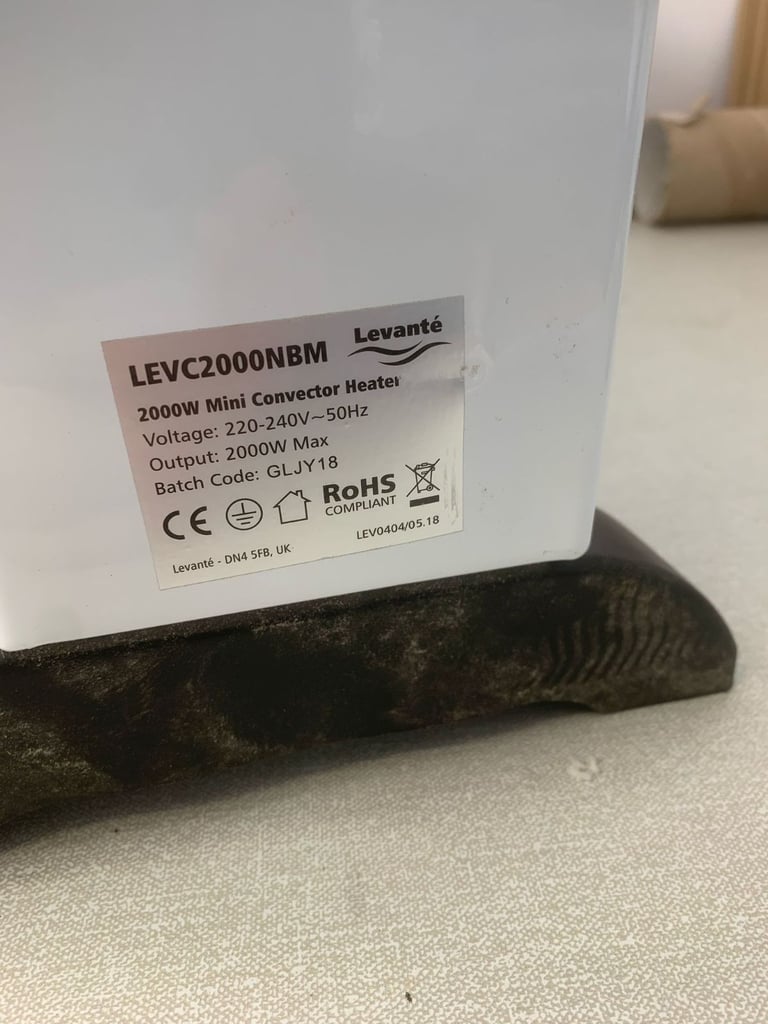 LEVC2000NBM
Levanté
2000W Mini Convector Heater
Voltage: 220-240V~50Hz
Output: 2000W Max
Batch Code: GLJY18
CE
RoHS
COMPLIANT
Levanté - DN4 5FB, UK
LEV0404/05.18